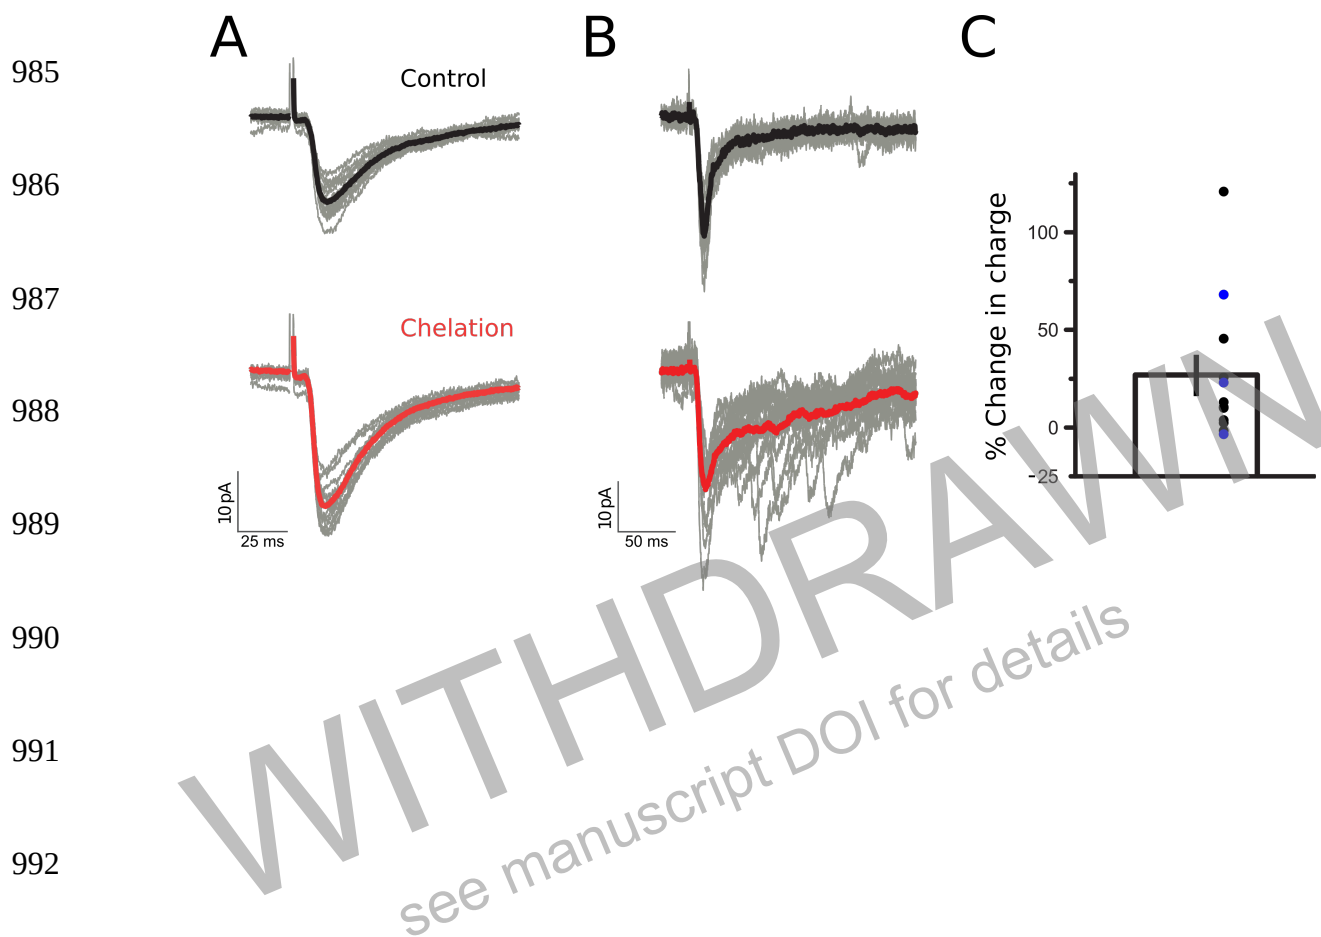 A B C
985
Control
986
% Change in charge
100
987
Chelation
50
988
0
-25
10 pA
25 ms
10 pA
50 ms
989
990
991
992
WITHDRAWN
see manuscript DOI for details